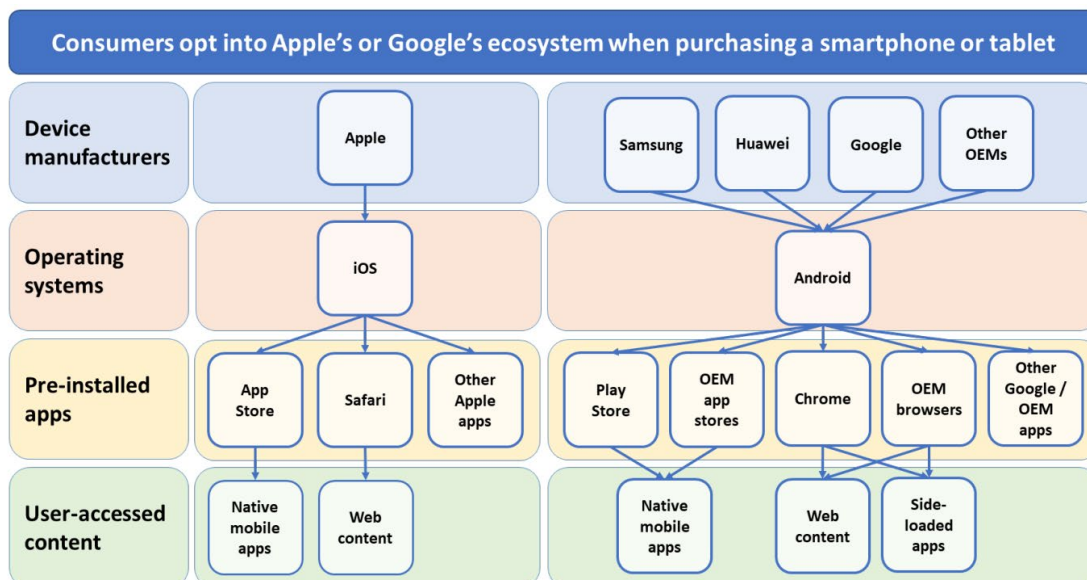 Consumers opt into Apple’s or Google’s ecosystem when purchasing a smartphone or tablet
Device
manufacturers
Apple
Samsung
Huawei
Google
Other
OEMs
Operating
systems
iOS
Android
Pre-installed
apps
App
Store
Safari
Other
Apple
apps
Play
Store
OEM
app
stores
Chrome
OEM
browsers
Other
Google /
OEM
apps
User-accessed
content
Native
mobile
apps
Web
content
Native
mobile
apps
Web
content
Side-
loaded
apps